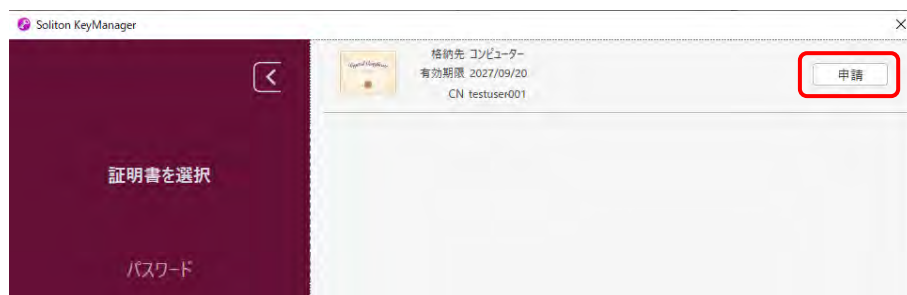 Soliton KeyManager
格納先 コンピューター
有効期限 2027/09/20
CN testuser001
申請
証明書を選択
パスワード